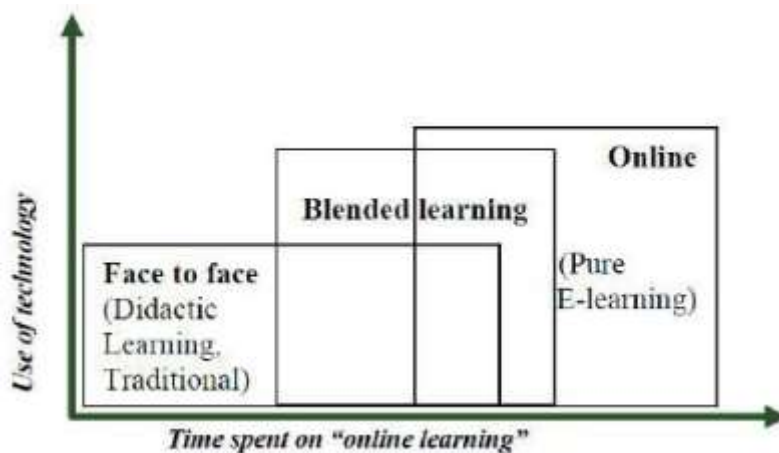 Use of technology
Online
Blended learning
Face to face
(Didactic
Learning,
Traditional)
(Pure
E-learning)
Time spent on "online learning"